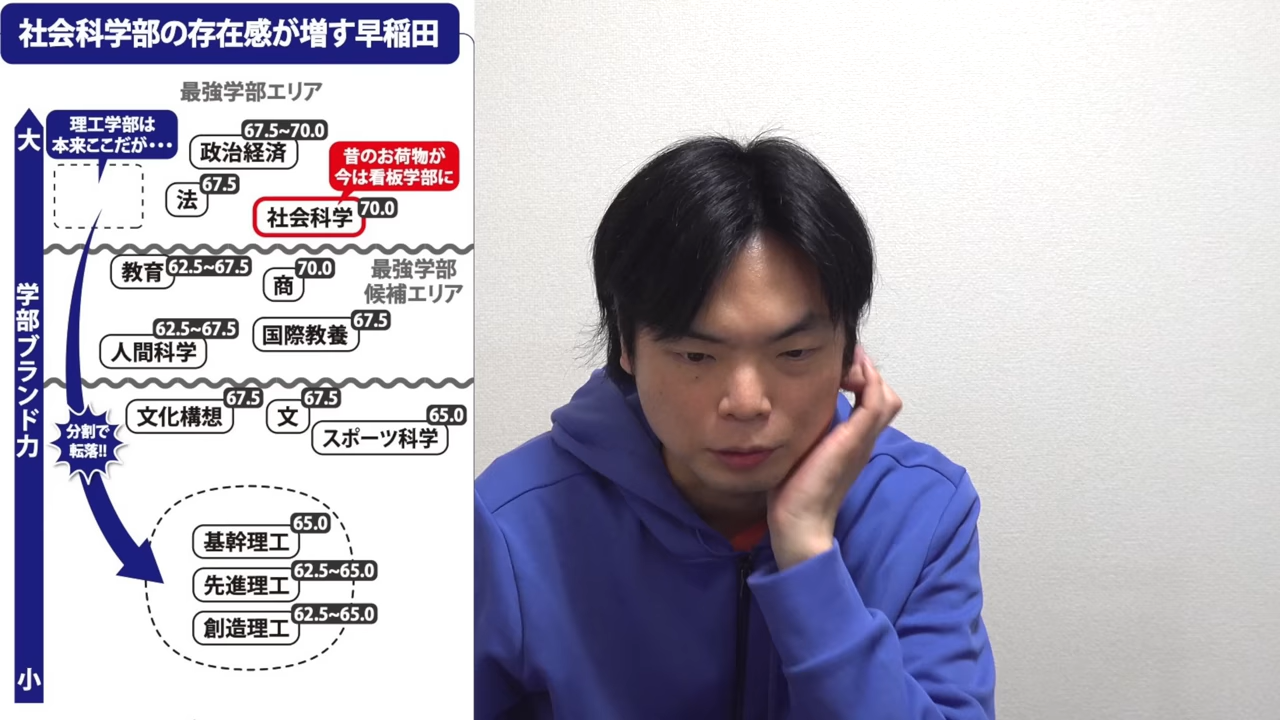 社会科学部の存在感が増す早稲田
最強学部エリア
大
理工学部は
本来ここだが・・・
67.5~70.0
政治経済
昔のお荷物が
今は看板学部に
67.5
法
70.0
社会科学
教育
62.5~67.5
70.0
商
最強学部
候補エリア
学部ブランド力
62.5~67.5
人間科学
67.5
国際教養
67.5
文化構想
67.5
文
65.0
スポーツ科学
分割で
転落!!
65.0
基幹理工
62.5~65.0
先進理工
62.5~65.0
創造理工
小